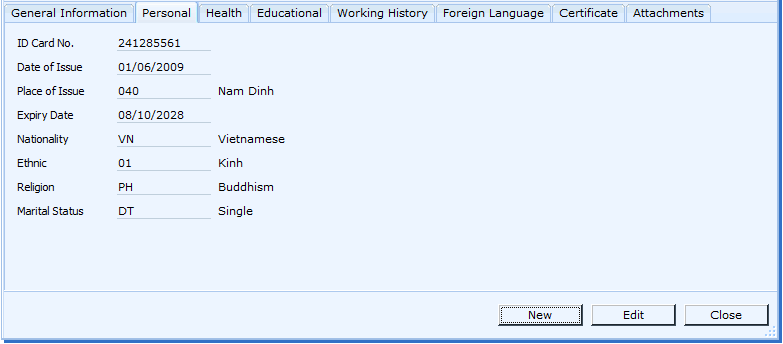 General Information Personal Health Educational Working History Foreign Language Certificate Attachments
ID Card No. 241285561
Date of Issue 01/06/2009
Place of Issue 040 Nam Dinh
Expiry Date 08/10/2028
Nationality VN Vietnamese
Ethnic 01 Kinh
Religion PH Buddhism
Marital Status DT Single
New Edit Close